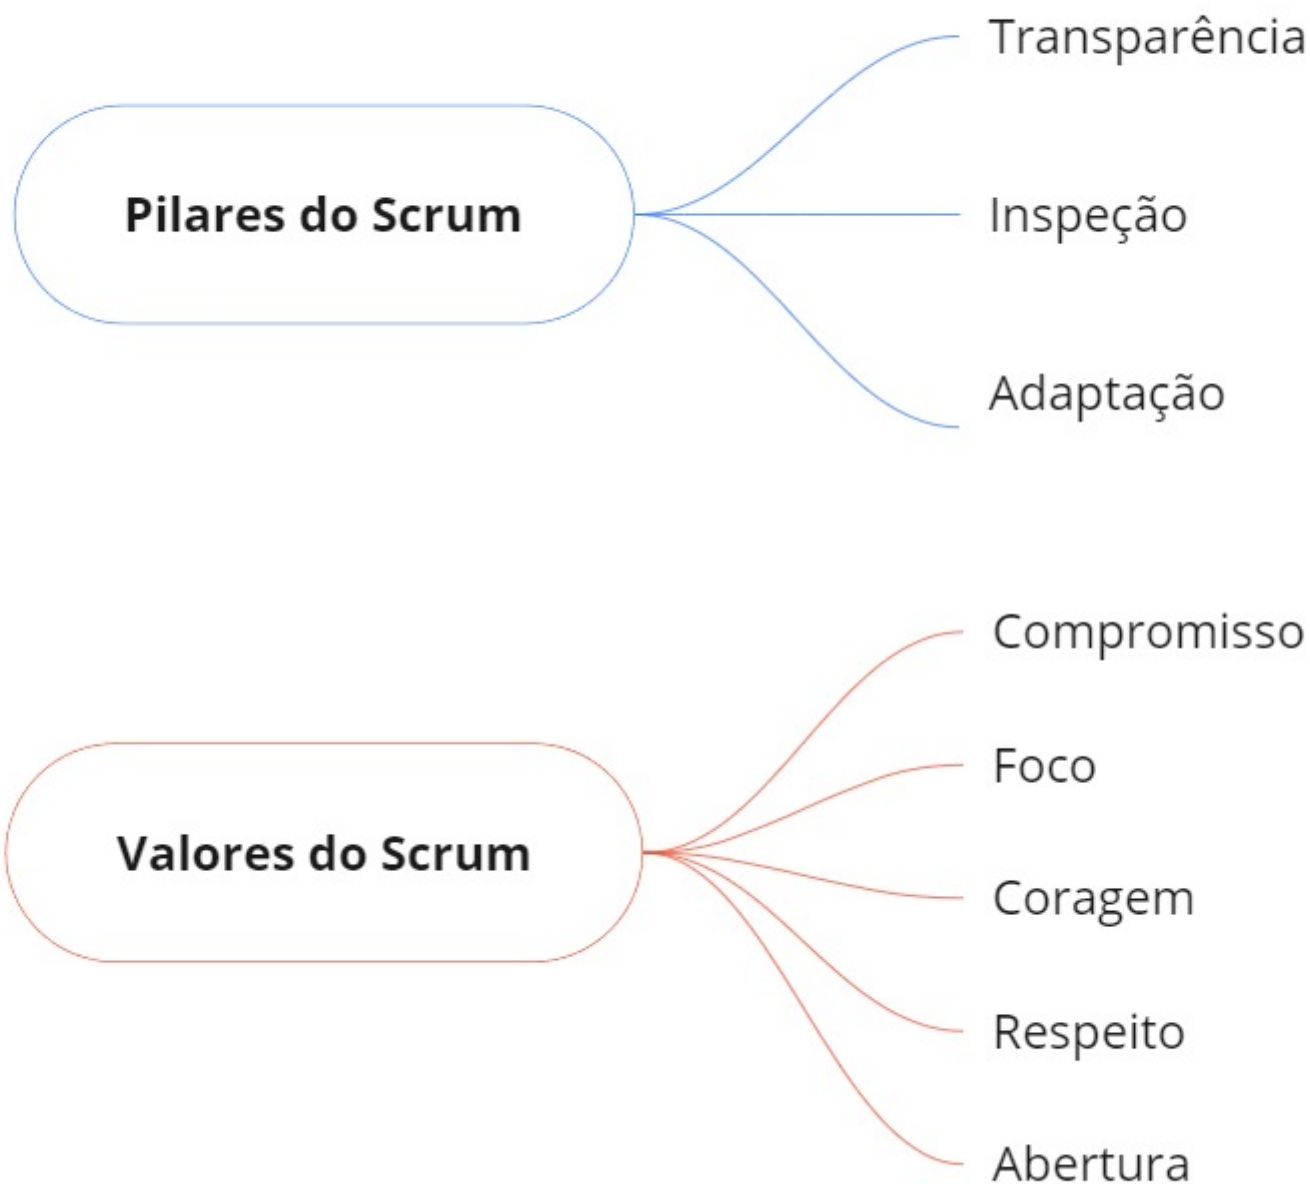 Pilares do Scrum
Transparência
Inspeção
Adaptação
Valores do Scrum
Compromisso
Foco
Coragem
Respeito
Abertura